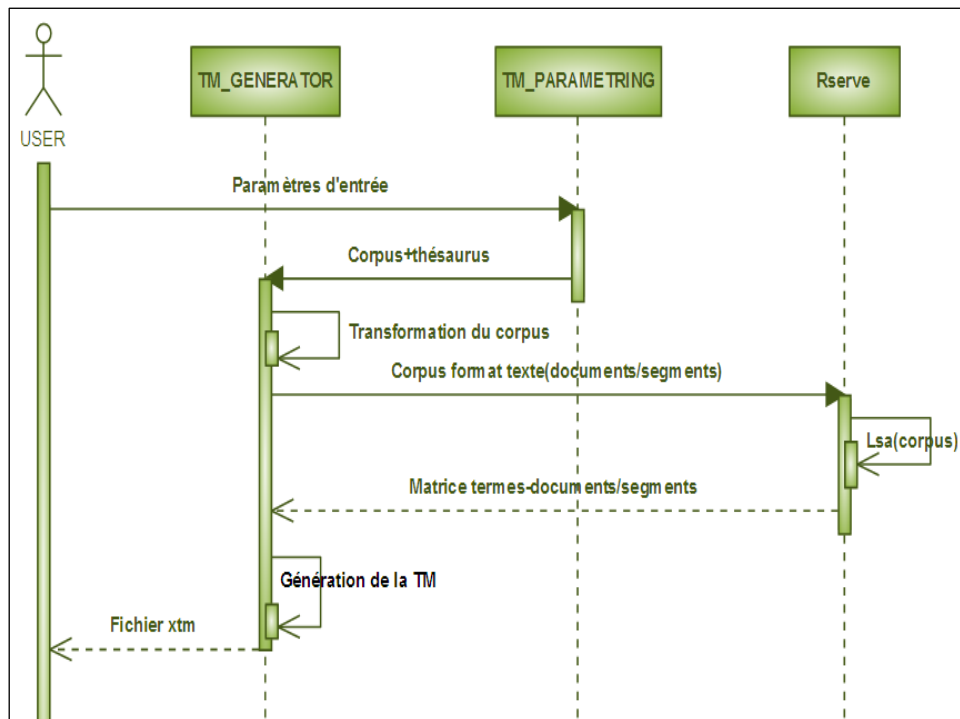 TM_GENERATOR
TM_PARAMETRING
Rserve
USER
Paramètres d'entrée
Corpus+thésaurus
Transformation du corpus
Corpus format texte(documents/segments)
Lsa(corpus)
Matrice termes-documents/segments
Génération de la TM
Fichier xtm